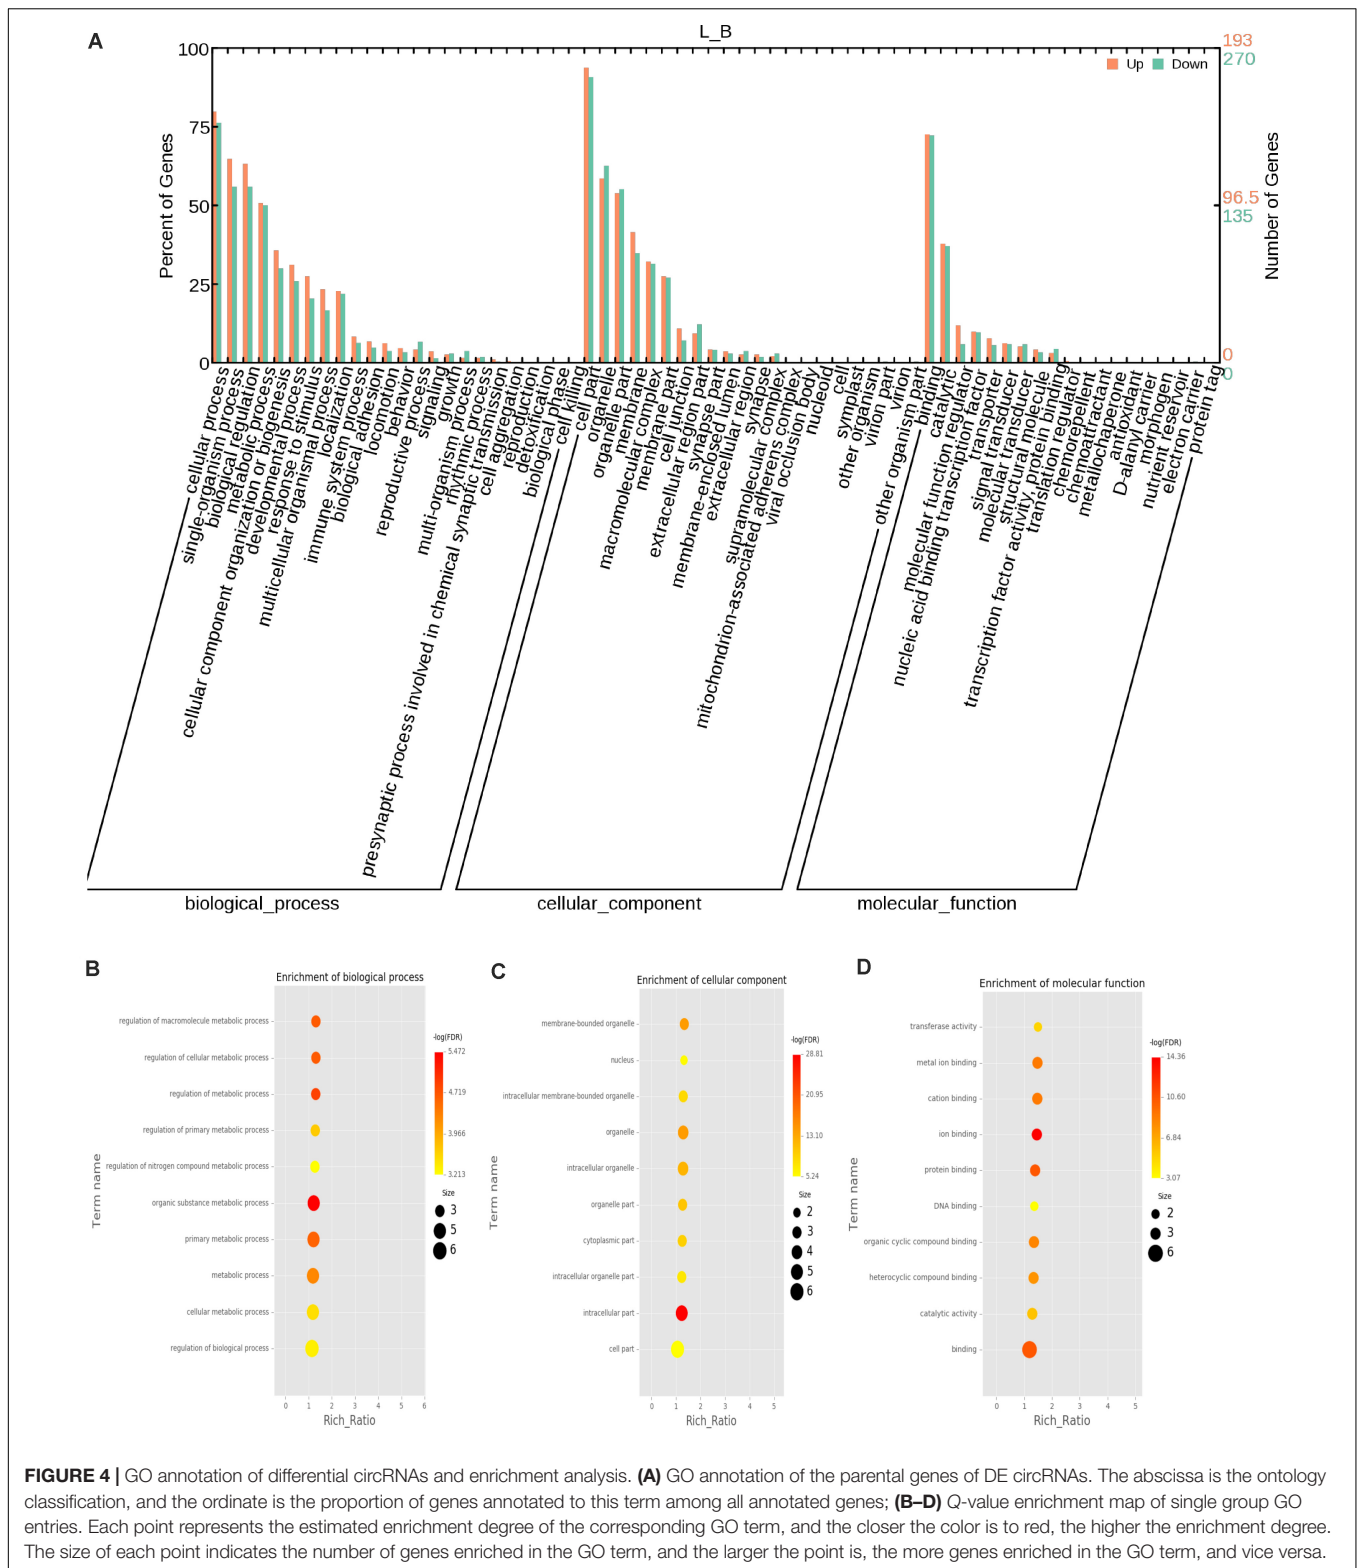 A
L_B
100
75
50
25
0
Percent of Genes
193
270
96.5
135
0
0
Number of Genes
Up
Down
cellular process
single-organism process
biological regulation
metabolic process
cellular component organization or biogenesis
developmental process
response to stimulus
multicellular organismal process
localization
immune system process
biological adhesion
locomotion
behavior
reproductive process
signaling
growth
multi-organism process
rhythmic process
presynaptic process involved in chemical synaptic transmission
cell aggregation
reproduction
detoxification
biological phase
cell killing
cell part
organelle
organelle part
membrane
macromolecular complex
membrane part
cell junction
extracellular region part
synapse part
membrane-enclosed lumen
extracellular region
synapse
supramolecular complex
mitochondrion-associated adherens complex
viral occlusion body
nucleoid
cell
symplast
other organism
virion part
virion
other organism part
binding
catalytic
molecular function regulator
nucleic acid binding transcription factor
transporter
signal transducer
molecular transducer
structural molecule
transcription factor activity, protein binding
translation regulator
chemorepellent
chemoattractant
metallochaperone
antioxidant
D-alanyl carrier
morphogen
nutrient reservoir
electron carrier
protein tag
biological_process
cellular_component
molecular_function
B
Enrichment of biological process
Term name
regulation of macromolecule metabolic process
regulation of cellular metabolic process
regulation of metabolic process
regulation of primary metabolic process
regulation of nitrogen compound metabolic process
organic substance metabolic process
primary metabolic process
metabolic process
cellular metabolic process
regulation of biological process
0 1 2 3 4 5 6
Rich_Ratio
-log(FDR)
5.472
4.719
3.966
3.213
Size
3
5
6
C
Enrichment of cellular component
Term name
membrane-bounded organelle
nucleus
intracellular membrane-bounded organelle
organelle
intracellular organelle
organelle part
cytoplasmic part
intracellular organelle part
intracellular part
cell part
0 1 2 3 4 5
Rich_Ratio
-log(FDR)
28.81
20.95
13.10
5.24
Size
2
3
4
5
6
D
Enrichment of molecular function
Term name
transferase activity
metal ion binding
cation binding
ion binding
protein binding
DNA binding
organic cyclic compound binding
heterocyclic compound binding
catalytic activity
binding
0 1 2 3 4 5
Rich_Ratio
-log(FDR)
14.36
10.60
6.84
3.07
Size
2
3
6
FIGURE 4 | GO annotation of differential circRNAs and enrichment analysis. (A) GO annotation of the parental genes of DE circRNAs. The abscissa is the ontology
classification, and the ordinate is the proportion of genes annotated to this term among all annotated genes; (B–D) Q-value enrichment map of single group GO
entries. Each point represents the estimated enrichment degree of the corresponding GO term, and the closer the color is to red, the higher the enrichment degree.
The size of each point indicates the number of genes enriched in the GO term, and the larger the point is, the more genes enriched in the GO term, and vice versa.